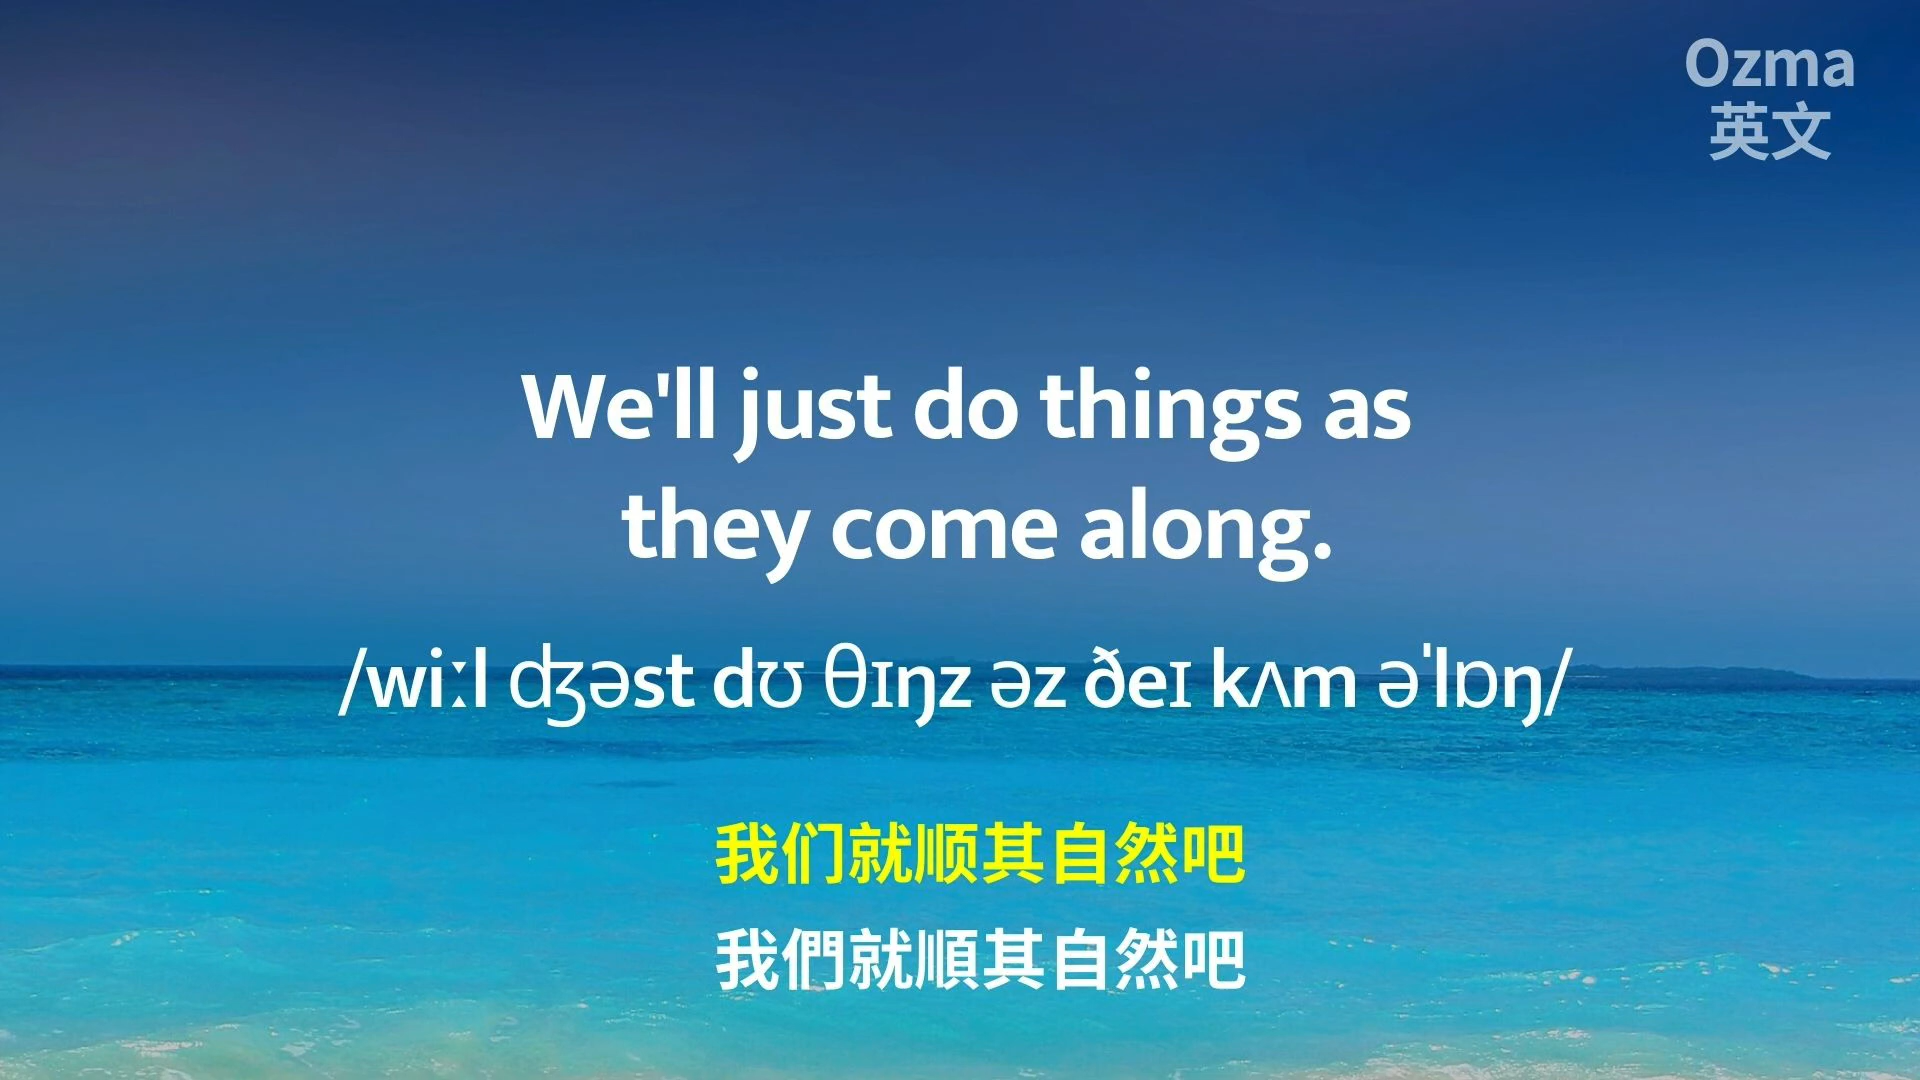 Ozma
英文
We'll just do things as
they come along.
/wiːl ʤəst dʊ θɪŋz əz ðeɪ kʌm əˈlɒŋ/
我们就顺其自然吧
我們就順其自然吧